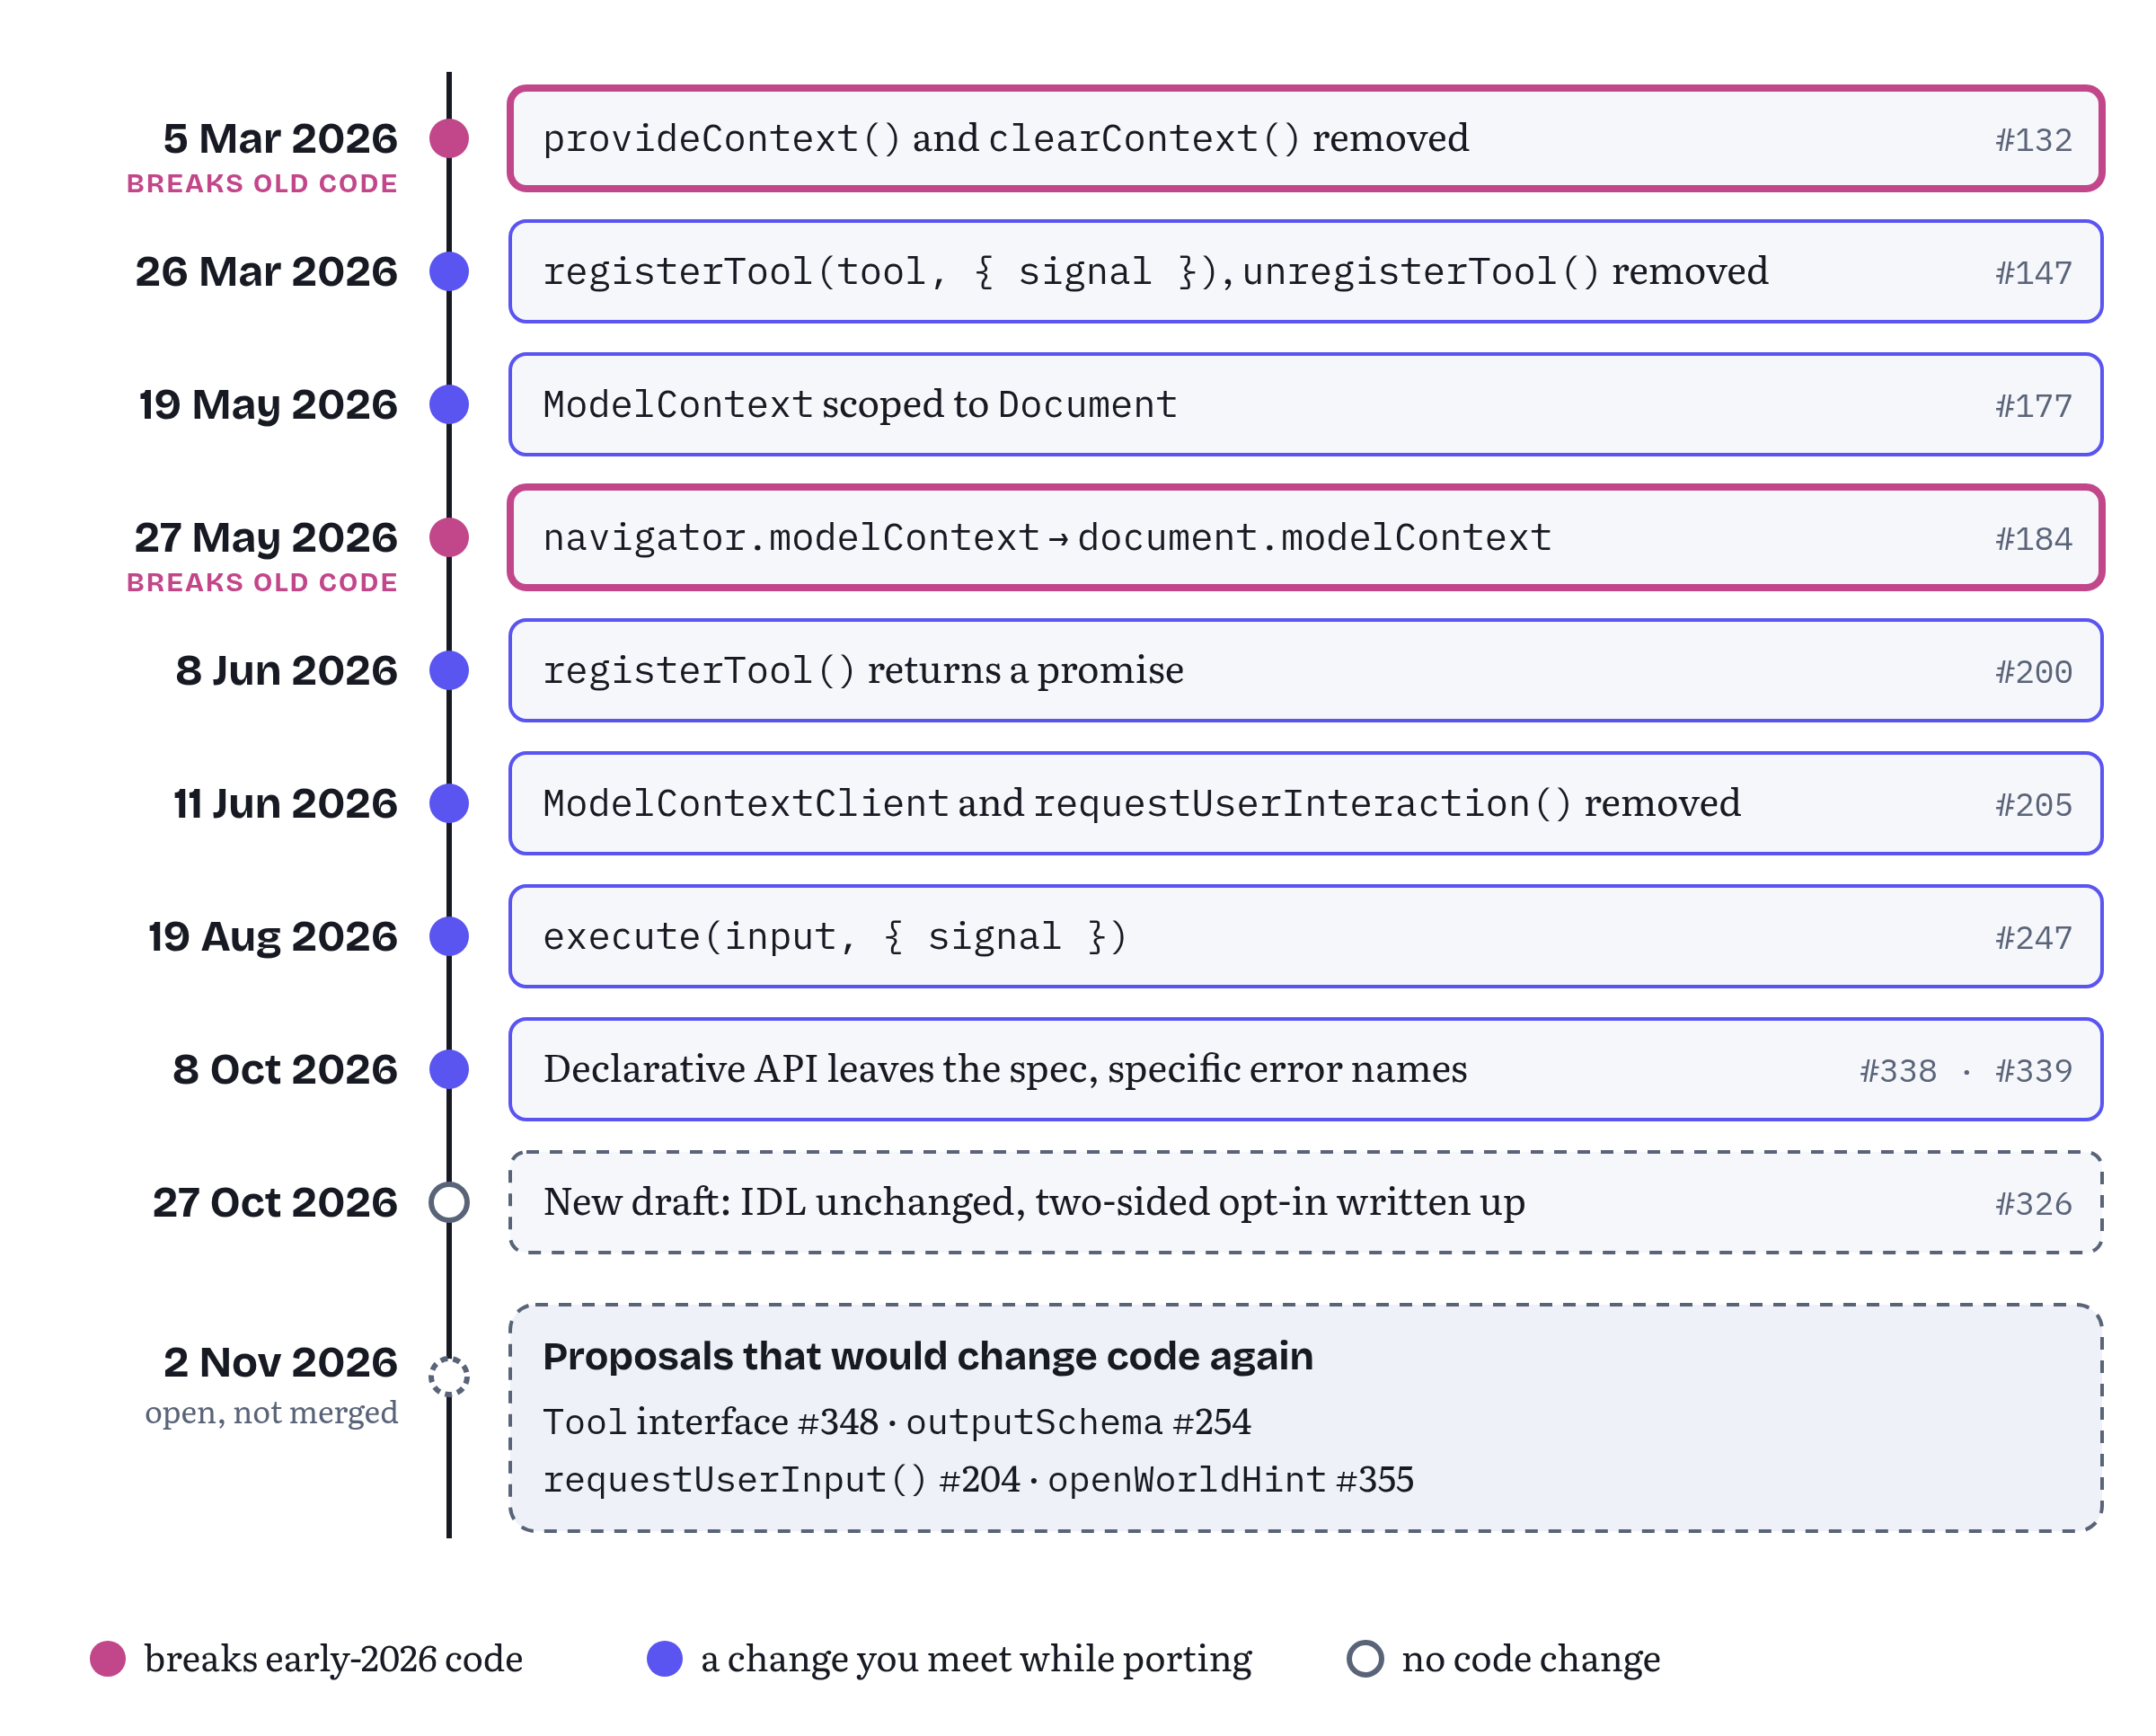 5 Mar 2026
BREAKS OLD CODE
provideContext() and clearContext() removed
#132
26 Mar 2026
registerTool(tool, { signal }), unregisterTool() removed
#147
19 May 2026
ModelContext scoped to Document
#177
27 May 2026
BREAKS OLD CODE
navigator.modelContext → document.modelContext
#184
8 Jun 2026
registerTool() returns a promise
#200
11 Jun 2026
ModelContextClient and requestUserInteraction() removed
#205
19 Aug 2026
execute(input, { signal })
#247
8 Oct 2026
Declarative API leaves the spec, specific error names
#338 · #339
27 Oct 2026
New draft: IDL unchanged, two-sided opt-in written up
#326
2 Nov 2026
open, not merged
Proposals that would change code again
Tool interface #348 · outputSchema #254
requestUserInput() #204 · openWorldHint #355
breaks early-2026 code
a change you meet while porting
no code change